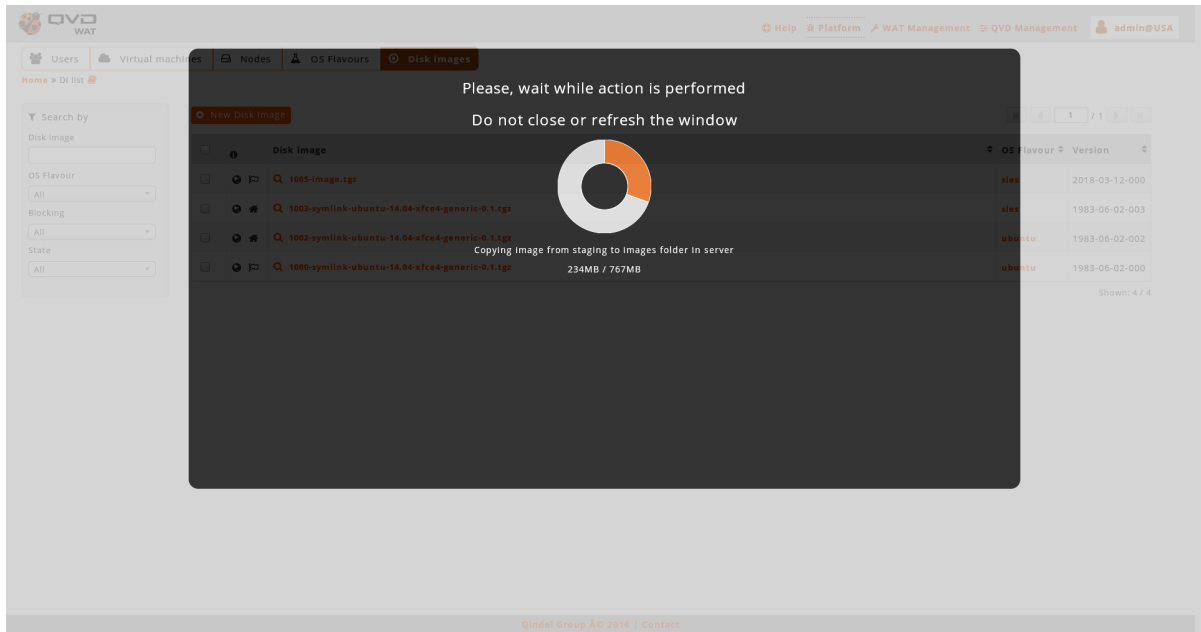 QVD
WAT
Help Platform WAT Management QVD Management admin@USA
Users Virtual machines Nodes OS Flavours Disk images
Home » DI list
Please, wait while action is performed
Do not close or refresh the window
Search by
New Disk image
1 / 1
Disk image
Disk image OS Flavour Version
OS Flavour
1005-image.tgz sles 2018-03-12-000
All
1003-symlink-ubuntu-14.04-xfce4-generic-0.1.tgz sles 1983-06-02-003
Blocking
All
1002-symlink-ubuntu-14.04-xfce4-generic-0.1.tgz ubuntu 1983-06-02-002
State
Copying image from staging to images folder in server
All
1000-symlink-ubuntu-14.04-xfce4-generic-0.1.tgz ubuntu 1983-06-02-000
234MB / 767MB
Shown: 4 / 4
Qindel Group Â© 2016 | Contact